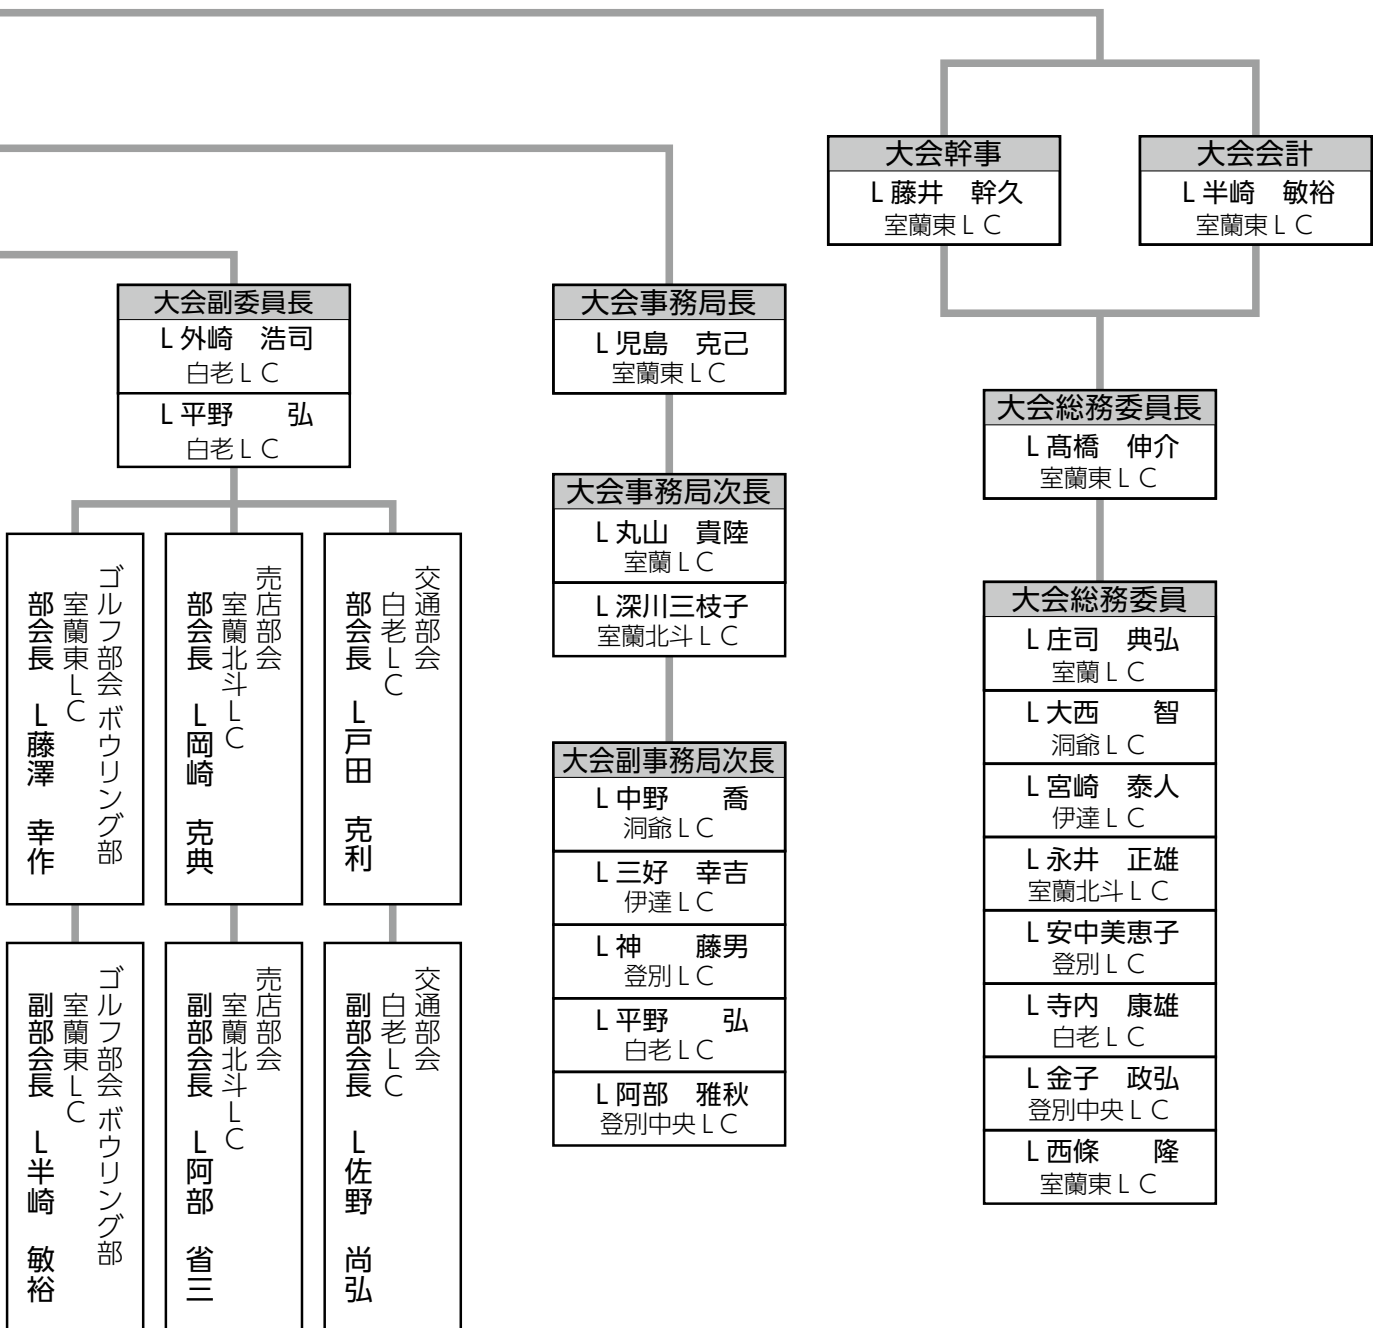 大会幹事
L 藤井　幹久
室蘭東ＬＣ
大会会計
L 半崎　敏裕
室蘭東ＬＣ
大会副委員長
L 外崎　浩司
白老ＬＣ
L 平野　　弘
白老ＬＣ
大会事務局長
L 児島　克己
室蘭東ＬＣ
大会総務委員長
L 髙橋　伸介
室蘭東ＬＣ
大会事務局次長
L 丸山　貴陸
室蘭ＬＣ
L 深川三枝子
室蘭北斗ＬＣ
交通部会
白老ＬＣ
部会長　L戸田　克利
売店部会
室蘭北斗ＬＣ
部会長　L岡崎　克典
ゴルフ部会 ボウリング部
室蘭東ＬＣ
部会長　L藤澤　幸作
大会総務委員
L 庄司　典弘
室蘭ＬＣ
L 大西　　智
洞爺ＬＣ
L 宮崎　泰人
伊達ＬＣ
L 永井　正雄
室蘭北斗ＬＣ
L 安中美恵子
登別ＬＣ
L 寺内　康雄
白老ＬＣ
L 金子　政弘
登別中央ＬＣ
L 西條　　隆
室蘭東ＬＣ
大会副事務局次長
L 中野　　喬
洞爺ＬＣ
L 三好　幸吉
伊達ＬＣ
L 神　　藤男
登別ＬＣ
L 平野　　弘
白老ＬＣ
L 阿部　雅秋
登別中央ＬＣ
交通部会
白老ＬＣ
副部会長　L佐野　尚弘
売店部会
室蘭北斗ＬＣ
副部会長　L阿部　省三
ゴルフ部会 ボウリング部
室蘭東ＬＣ
副部会長　L半崎　敏裕